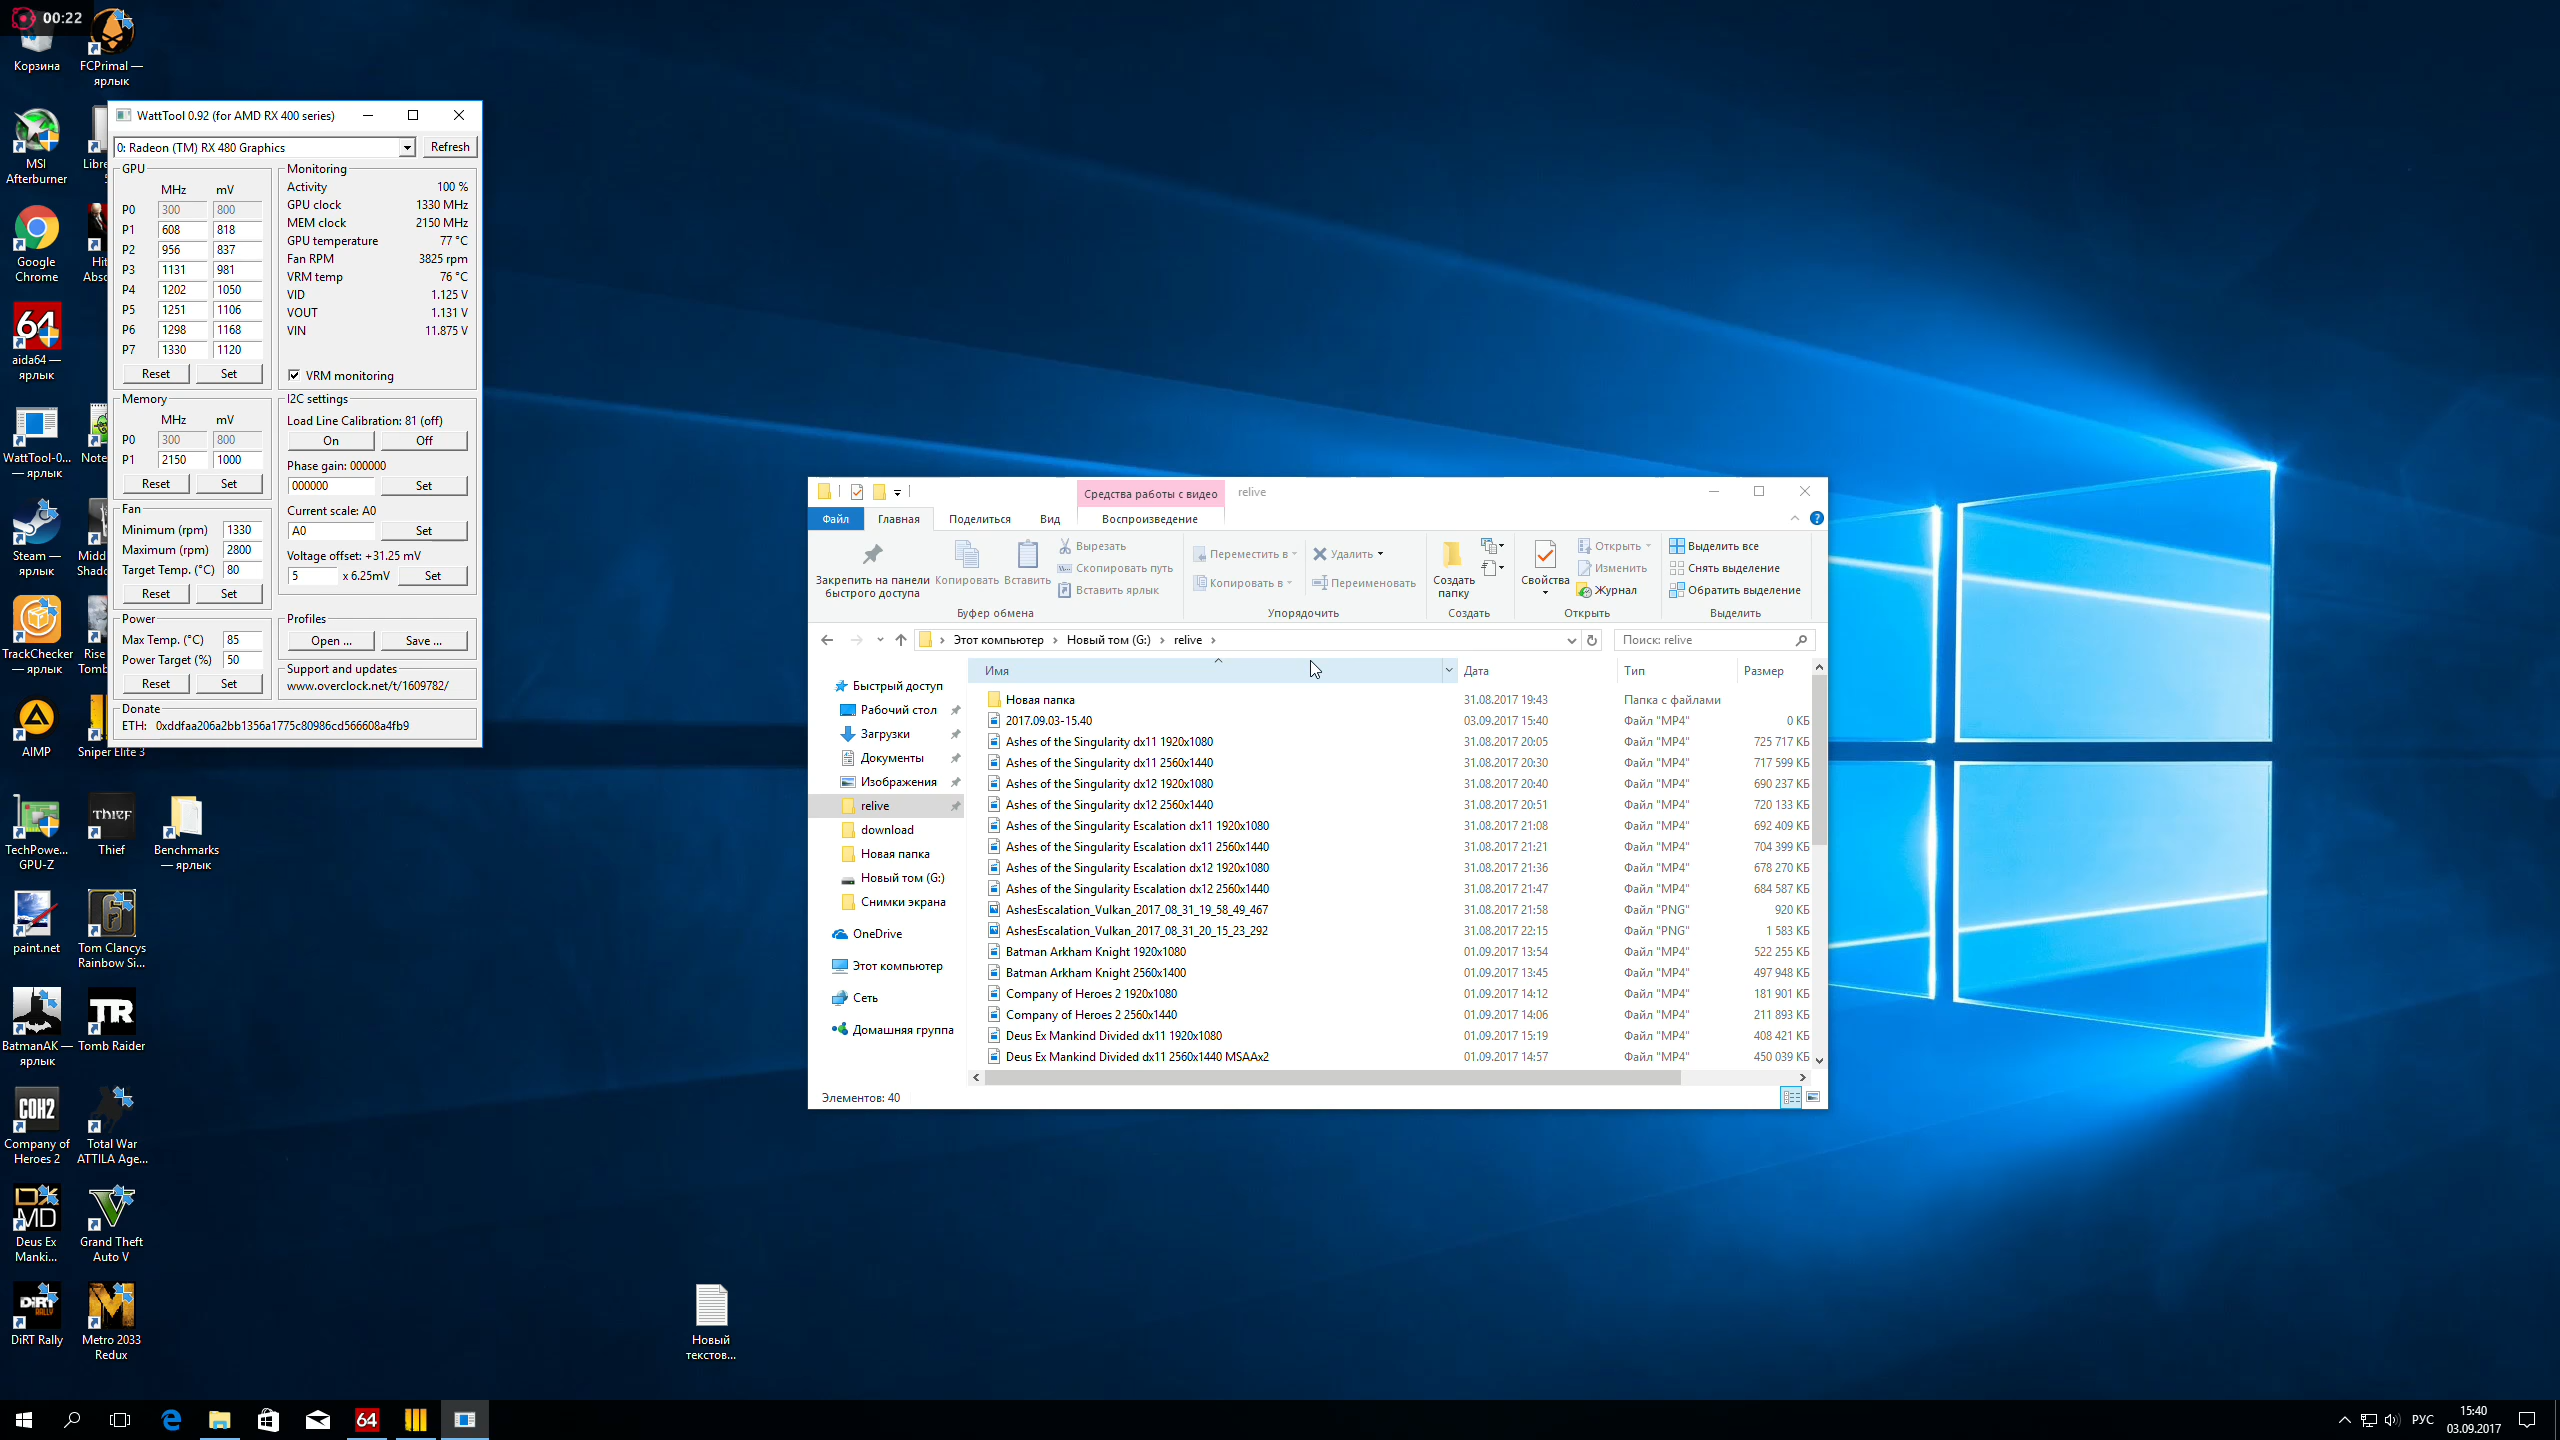 00:22
Корзина
FCPrimal —
ярлык
MSI
Afterburner
Libre
Google
Chrome
Hit
Absc
aida64 —
ярлык
WattTool-0...
— ярлык
Note
Steam —
ярлык
Midd
Shado
TrackChecker
— ярлык
Rise
Tomb
AIMP
Sniper Elite 3
TechPowe...
GPU-Z
THIEF
Thief
Benchmarks
— ярлык
paint.net
Tom Clancys
Rainbow Si...
BatmanAK —
ярлык
TR
Tomb Raider
COH2
Company of
Heroes 2
Total War
ATTILA Age...
DX
MD
Deus Ex
Manki...
Grand Theft
Auto V
DiRT
DiRT Rally
Metro 2033
Redux
Новый
текстов...
WattTool 0.92 (for AMD RX 400 series)
0: Radeon (TM) RX 480 Graphics
Refresh
GPU
MHz mV
P0 300 800
P1 608 818
P2 956 837
P3 1131 981
P4 1202 1050
P5 1251 1106
P6 1298 1168
P7 1330 1120
Reset Set
Monitoring
Activity 100 %
GPU clock 1330 MHz
MEM clock 2150 MHz
GPU temperature 77 °C
Fan RPM 3825 rpm
VRM temp 76 °C
VID 1.125 V
VOUT 1.131 V
VIN 11.875 V
VRM monitoring
Memory
MHz mV
P0 300 800
P1 2150 1000
Reset Set
I2C settings
Load Line Calibration: 81 (off)
On Off
Phase gain: 000000
000000 Set
Current scale: A0
A0 Set
Voltage offset: +31.25 mV
5 x 6.25mV Set
Fan
Minimum (rpm) 1330
Maximum (rpm) 2800
Target Temp. (°C) 80
Reset Set
Power
Max Temp. (°C) 85
Power Target (%) 50
Reset Set
Profiles
Open ... Save ...
Support and updates
www.overclock.net/t/1609782/
Donate
ETH: 0xddfaa206a2bb1356a1775c80986cd566608a4fb9
Средства работы с видео relive
Файл Главная Поделиться Вид Воспроизведение
Закрепить на панели
быстрого доступа
Копировать
Вставить
Вырезать
Скопировать путь
Вставить ярлык
Буфер обмена
Переместить в
Копировать в
Удалить
Переименовать
Упорядочить
Создать
папку
Создать
Свойства
Открыть
Изменить
Журнал
Открыть
Выделить все
Снять выделение
Обратить выделение
Выделить
Этот компьютер Новый том (G:) relive
Поиск: relive
Быстрый доступ
Рабочий стол
Загрузки
Документы
Изображения
relive
download
Новая папка
Новый том (G:)
Снимки экрана
OneDrive
Этот компьютер
Сеть
Домашняя группа
Имя Дата Тип Размер
Новая папка 31.08.2017 19:43 Папка с файлами
2017.09.03-15.40 03.09.2017 15:40 Файл "MP4" 0 КБ
Ashes of the Singularity dx11 1920x1080 31.08.2017 20:05 Файл "MP4" 725 717 КБ
Ashes of the Singularity dx11 2560x1440 31.08.2017 20:30 Файл "MP4" 717 599 КБ
Ashes of the Singularity dx12 1920x1080 31.08.2017 20:40 Файл "MP4" 690 237 КБ
Ashes of the Singularity dx12 2560x1440 31.08.2017 20:51 Файл "MP4" 720 133 КБ
Ashes of the Singularity Escalation dx11 1920x1080 31.08.2017 21:08 Файл "MP4" 692 409 КБ
Ashes of the Singularity Escalation dx11 2560x1440 31.08.2017 21:21 Файл "MP4" 704 399 КБ
Ashes of the Singularity Escalation dx12 1920x1080 31.08.2017 21:36 Файл "MP4" 678 270 КБ
Ashes of the Singularity Escalation dx12 2560x1440 31.08.2017 21:47 Файл "MP4" 684 587 КБ
AshesEscalation_Vulkan_2017_08_31_19_58_49_467 31.08.2017 21:58 Файл "PNG" 920 КБ
AshesEscalation_Vulkan_2017_08_31_20_15_23_292 31.08.2017 22:15 Файл "PNG" 1 583 КБ
Batman Arkham Knight 1920x1080 01.09.2017 13:54 Файл "MP4" 522 255 КБ
Batman Arkham Knight 2560x1400 01.09.2017 13:45 Файл "MP4" 497 948 КБ
Company of Heroes 2 1920x1080 01.09.2017 14:12 Файл "MP4" 181 901 КБ
Company of Heroes 2 2560x1440 01.09.2017 14:06 Файл "MP4" 211 893 КБ
Deus Ex Mankind Divided dx11 1920x1080 01.09.2017 15:19 Файл "MP4" 408 421 КБ
Deus Ex Mankind Divided dx11 2560x1440 MSAAx2 01.09.2017 14:57 Файл "MP4" 450 039 КБ
Элементов: 40
64
РУС
15:40
03.09.2017